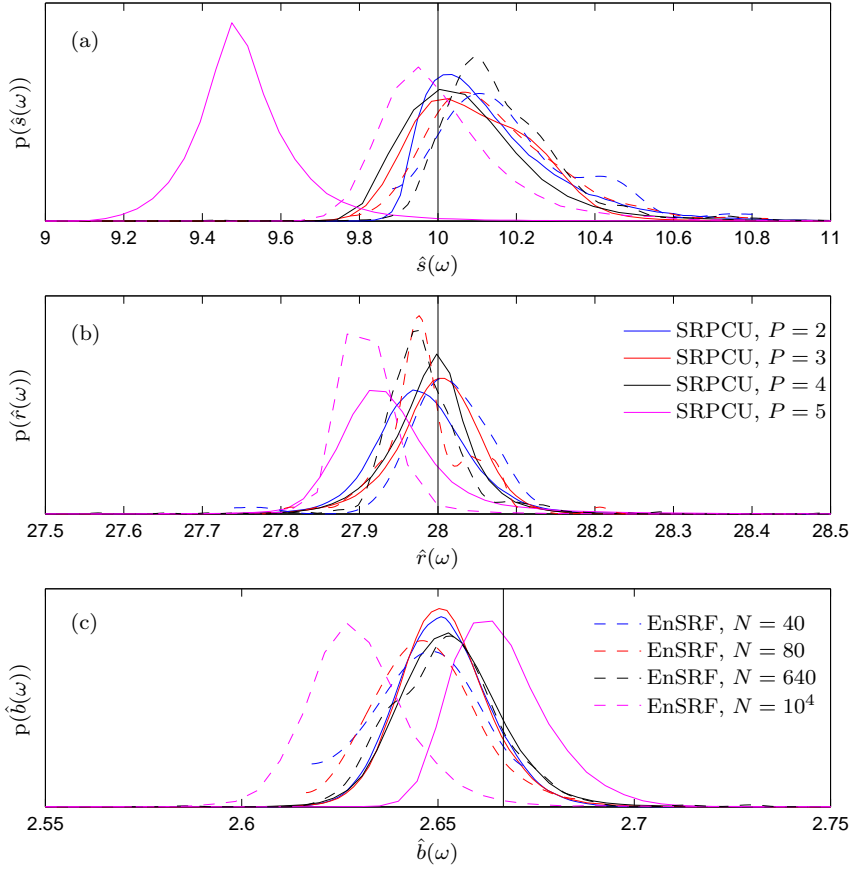 (a)
p(ŝ(ω))
9 9.2 9.4 9.6 9.8 10 10.2 10.4 10.6 10.8 11
ŝ(ω)
(b)
p(r̂(ω))
SRPCU, P = 2
SRPCU, P = 3
SRPCU, P = 4
SRPCU, P = 5
27.5 27.6 27.7 27.8 27.9 28 28.1 28.2 28.3 28.4 28.5
r̂(ω)
(c)
p(b̂(ω))
EnSRF, N = 40
EnSRF, N = 80
EnSRF, N = 640
EnSRF, N = 10⁴
2.55 2.6 2.65 2.7 2.75
b̂(ω)